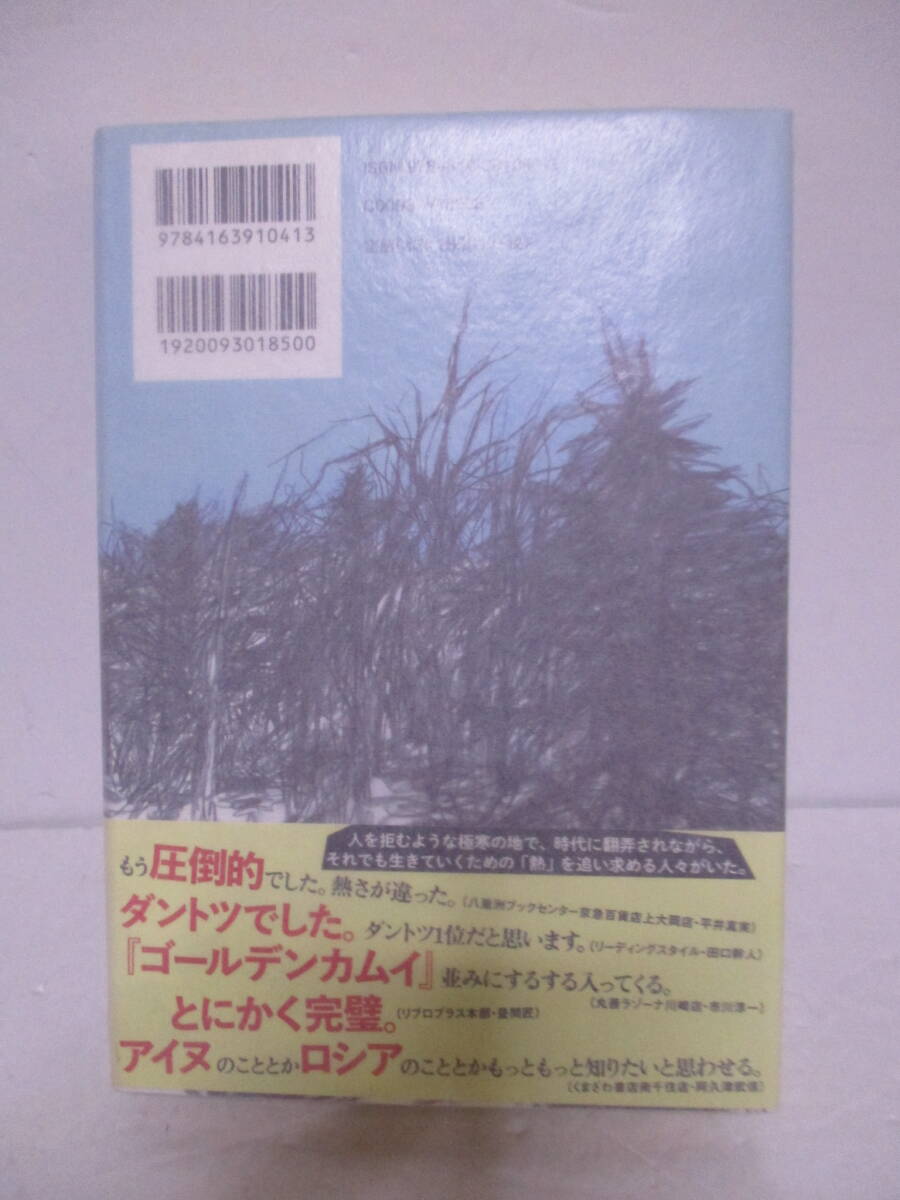 9784163910413
1920093018500
人を拒むような極寒の地で、時代に翻弄されながら、
それでも生きていくための「熱」を追い求める人々がいた。
もう圧倒的でした。熱さが違った。(八重洲ブックセンター京急百貨店上大岡店・平井真実)
ダントツでした。ダントツ1位だと思います。(リーディングスタイル・田口幹人)
『ゴールデンカムイ』並みにするする入ってくる。
(丸善ラゾーナ川崎店・市川淳一)
とにかく完璧。(リブロプラス本部・昼間匠)
アイヌのこととかロシアのこととかもっともっと知りたいと思わせる。
(くまざわ書店南千住店・阿久津武信)